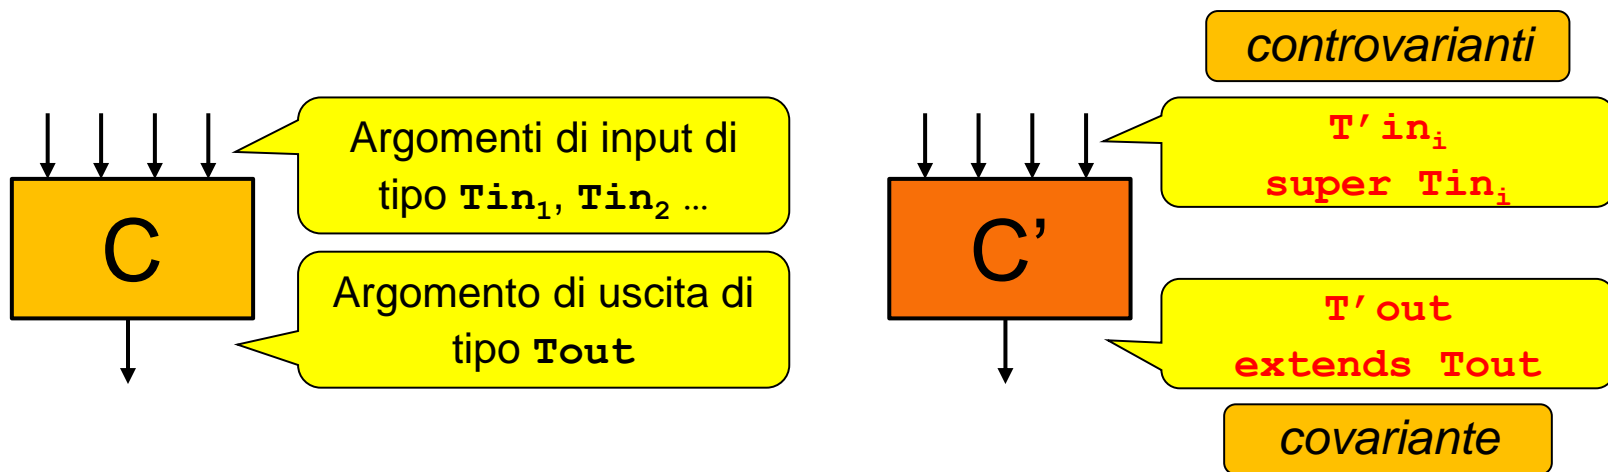 Argomenti di input di
tipo Tin₁, Tin₂ …
C
Argomento di uscita di
tipo Tout
controvarianti
T’inᵢ
super Tinᵢ
C’
T’out
extends Tout
covariante